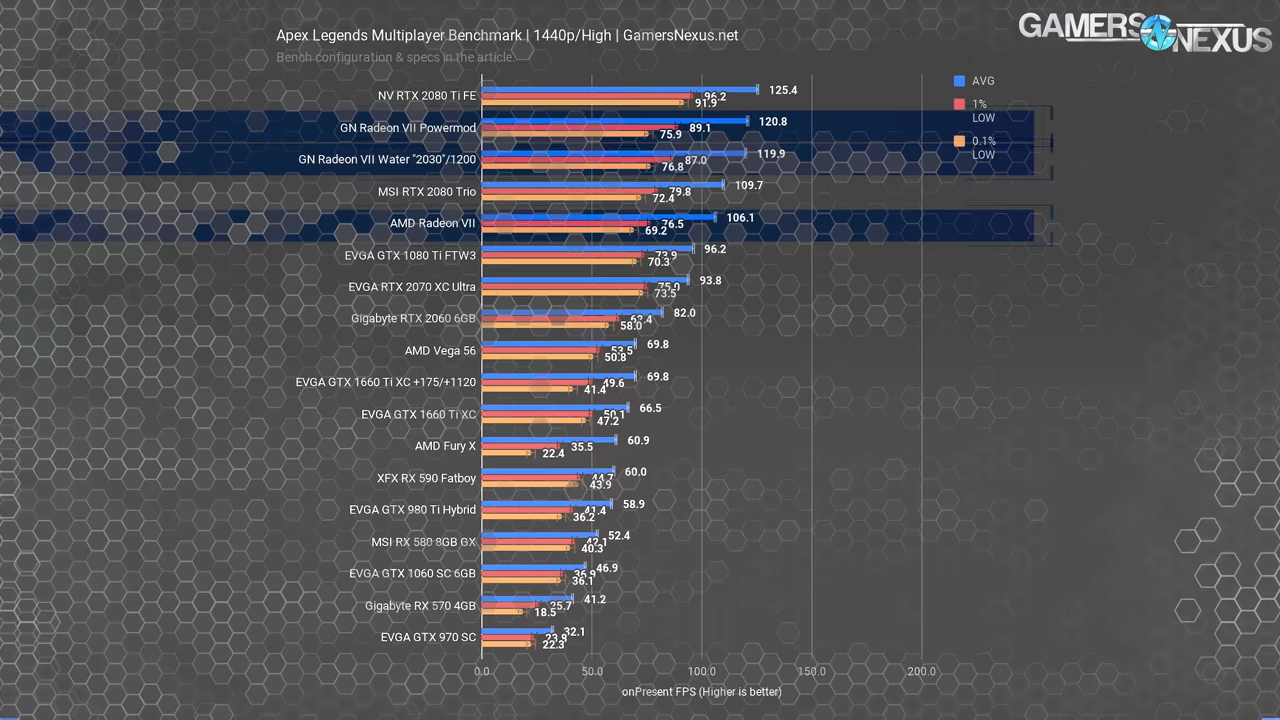 Apex Legends Multiplayer Benchmark | 1440p/High | GamersNexus.net
Bench configuration & specs in the article
GAMERS NEXUS
AVG
1% LOW
0.1% LOW
NV RTX 2080 Ti FE 125.4 96.2 91.9
GN Radeon VII Powermod 120.8 89.1 75.9
GN Radeon VII Water "2030"/1200 119.9 87.0 76.8
MSI RTX 2080 Trio 109.7 79.8 72.4
AMD Radeon VII 106.1 76.5 69.2
EVGA GTX 1080 Ti FTW3 96.2 73.9 70.3
EVGA RTX 2070 XC Ultra 93.8 75.0 73.5
Gigabyte RTX 2060 6GB 82.0 62.4 58.0
AMD Vega 56 69.8 53.5 50.8
EVGA GTX 1660 Ti XC +175/+1120 69.8 49.6 41.4
EVGA GTX 1660 Ti XC 66.5 50.1 47.2
AMD Fury X 60.9 35.5 22.4
XFX RX 590 Fatboy 60.0 44.7 43.9
EVGA GTX 980 Ti Hybrid 58.9 41.4 36.2
MSI RX 580 8GB GX 52.4 42.1 40.3
EVGA GTX 1060 SC 6GB 46.9 36.9 36.1
Gigabyte RX 570 4GB 41.2 25.7 18.5
EVGA GTX 970 SC 32.1 23.8 22.3
0.0 50.0 100.0 150.0 200.0
onPresent FPS (Higher is better)